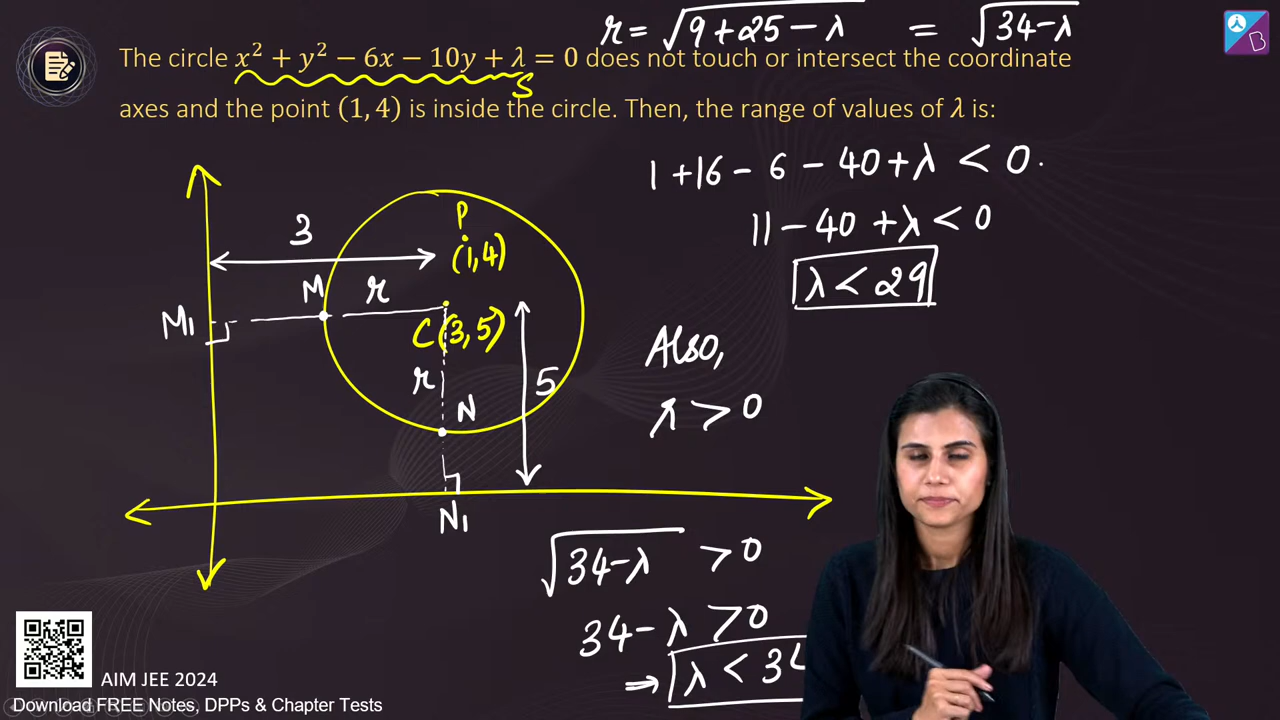 r = √9+25-λ = √34-λ
The circle x² + y² − 6x − 10y + λ = 0 does not touch or intersect the coordinate
S
axes and the point (1, 4) is inside the circle. Then, the range of values of λ is:
1 + 16 - 6 - 40 + λ < 0.
11 - 40 + λ < 0
λ < 29
3
P
(1,4)
M
r
M₁
C(3,5)
r
5
N
N₁
Also,
r > 0
√34-λ > 0
34-λ > 0
⇒ λ < 34
AIM JEE 2024
Download FREE Notes, DPPs & Chapter Tests
B